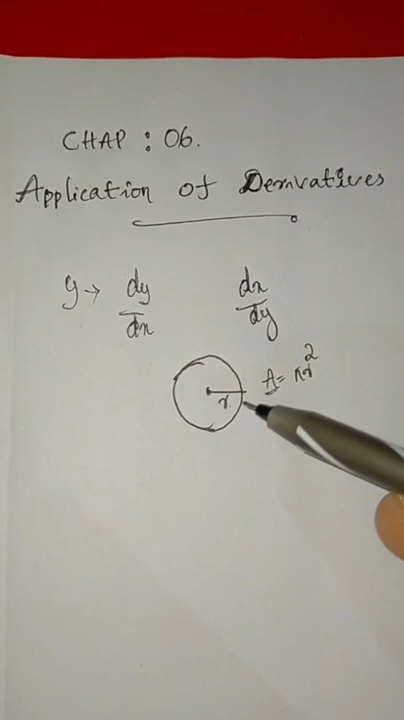 CHAP : 06.
Application of Derivatives
y → dy/dx dx/dy
r A = πr²